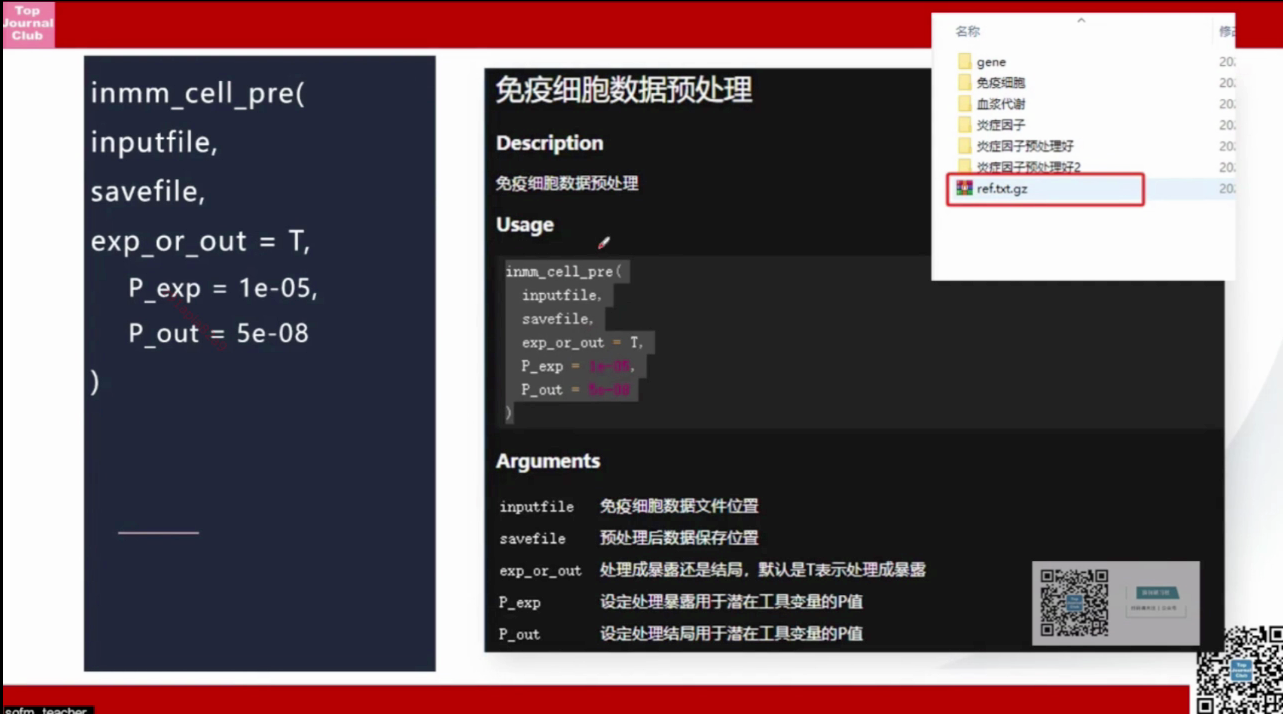 Top
Journal
Club
inmm_cell_pre(
inputfile,
savefile,
exp_or_out = T,
P_exp = 1e-05,
P_out = 5e-08
)
免疫细胞数据预处理
Description
免疫细胞数据预处理
Usage
inmm_cell_pre(
inputfile,
savefile,
exp_or_out = T,
P_exp = 1e-05,
P_out = 5e-08
)
Arguments
inputfile 免疫细胞数据文件位置
savefile 预处理后数据保存位置
exp_or_out 处理成暴露还是结局，默认是T表示处理成暴露
P_exp 设定处理暴露用于潜在工具变量的P值
P_out 设定处理结局用于潜在工具变量的P值
名称
gene
免疫细胞
血浆代谢
炎症因子
炎症因子预处理好
炎症因子预处理好2
ref.txt.gz
Top
Journal
Club
sofm_teacher